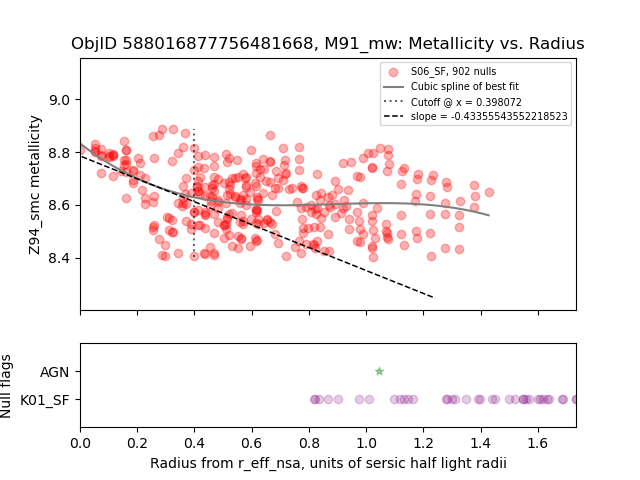 ObjID 588016877756481668, M91_mw: Metallicity vs. Radius
S06_SF, 902 nulls
Cubic spline of best fit
Cutoff @ x = 0.398072
slope = -0.43355543552218523
Z94_smc metallicity
9.0
8.8
8.6
8.4
Null flags
AGN
K01_SF
0.0 0.2 0.4 0.6 0.8 1.0 1.2 1.4 1.6
Radius from r_eff_nsa, units of sersic half light radii